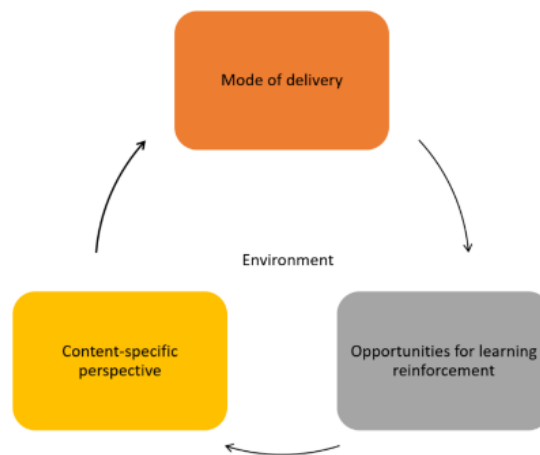 Mode of delivery
Environment
Content-specific
perspective
Opportunities for learning
reinforcement